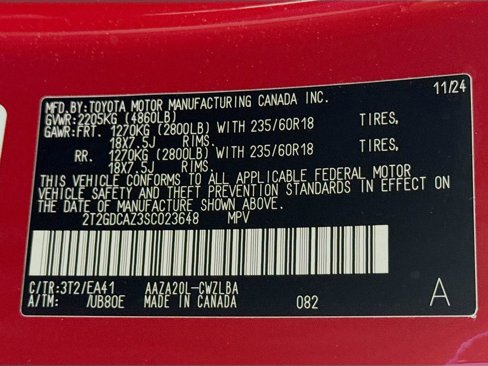 MFD.BY:TOYOTA MOTOR MANUFACTURING CANADA INC. 11/24
GVWR:2205KG (4860LB)
GAWR:FRT. 1270KG (2800LB) WITH 235/60R18 TIRES,
18X7.5J RIMS.
RR. 1270KG (2800LB) WITH 235/60R18 TIRES,
18X7.5J RIMS.
THIS VEHICLE CONFORMS TO ALL APPLICABLE FEDERAL MOTOR
VEHICLE SAFETY AND THEFT PREVENTION STANDARDS IN EFFECT ON
THE DATE OF MANUFACTURE SHOWN ABOVE.
2T2GDCAZ3SC023648 MPV
C/TR:3T2/EA41 AAZA20L-CWZLBA
A/TM: /UB80E MADE IN CANADA 082 A